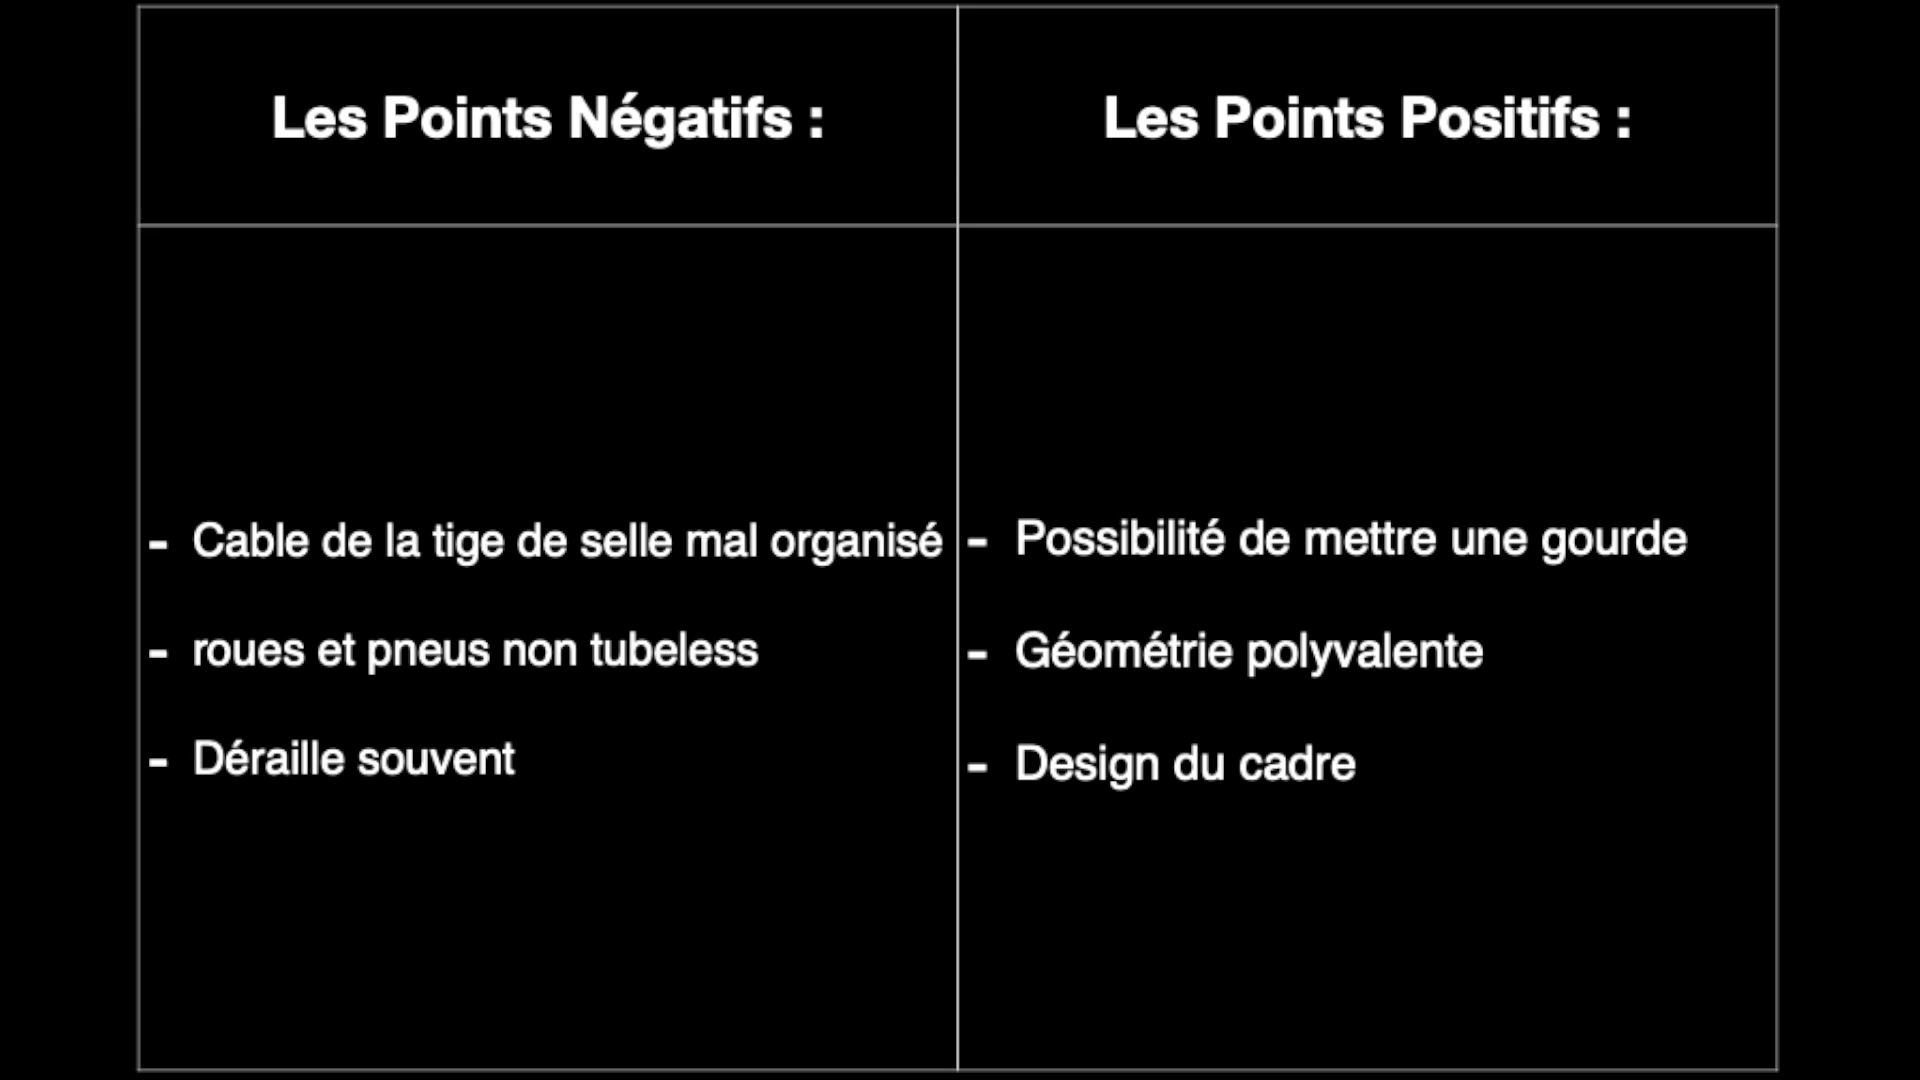 Les Points Négatifs :
Les Points Positifs :
- Cable de la tige de selle mal organisé
- roues et pneus non tubeless
- Déraille souvent
- Possibilité de mettre une gourde
- Géométrie polyvalente
- Design du cadre